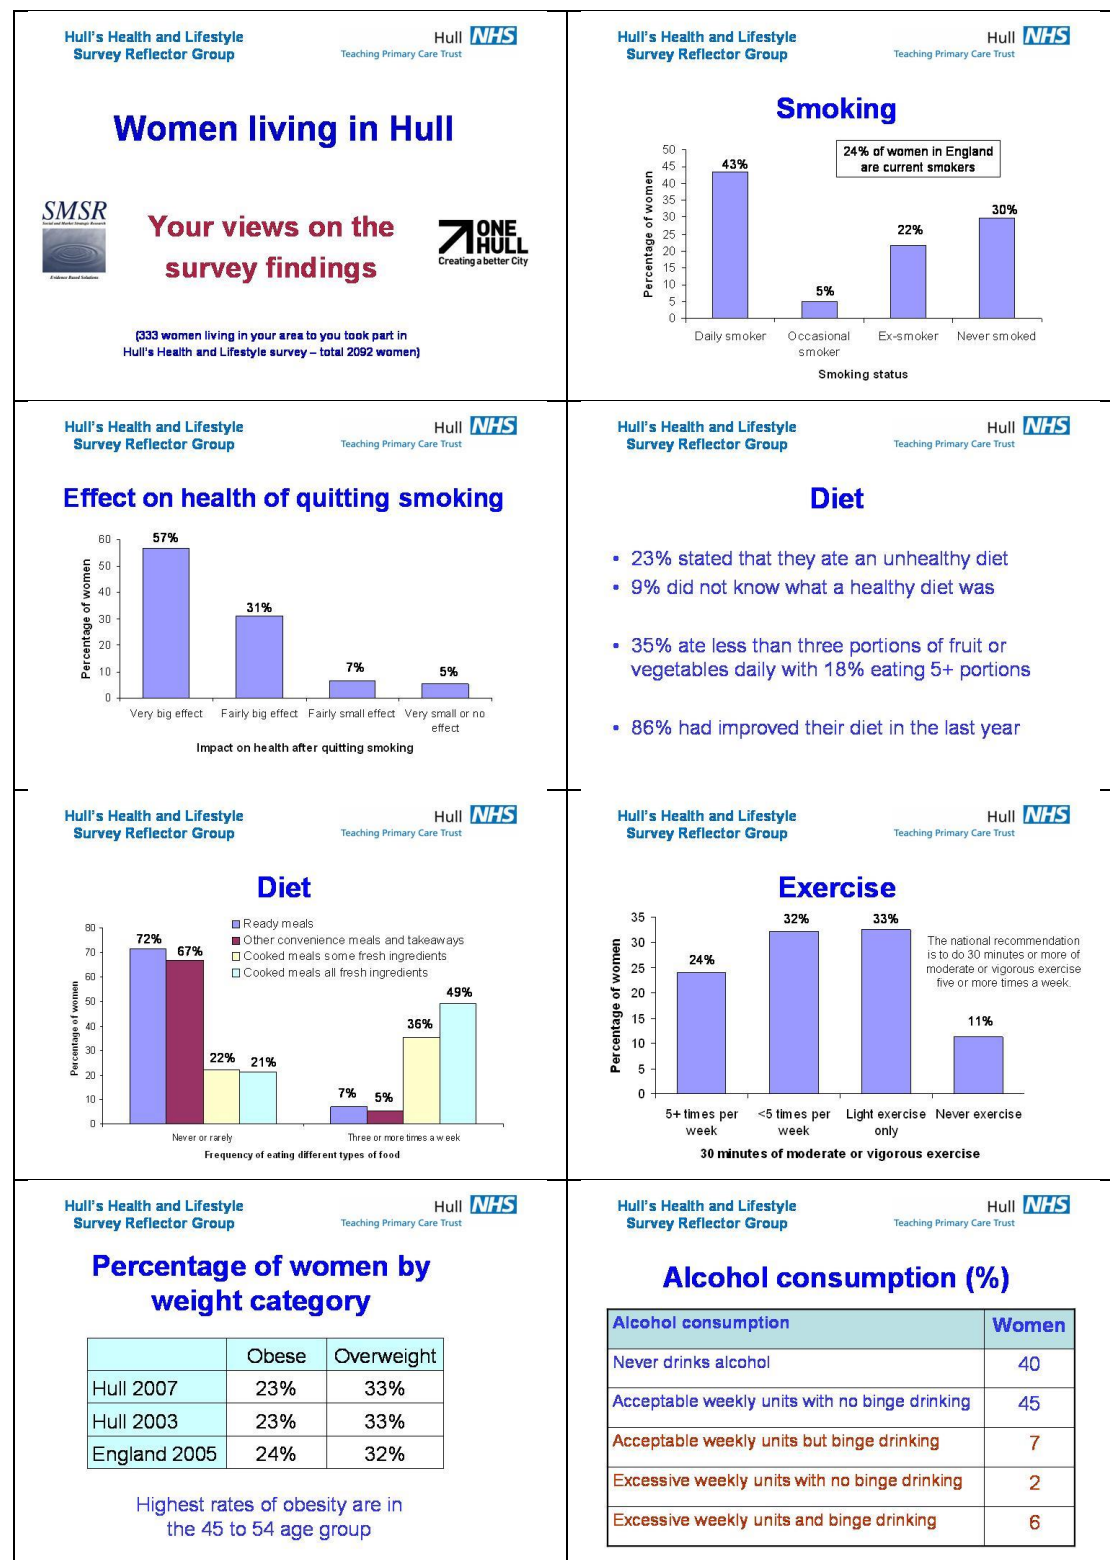 Hull's Health and Lifestyle
Survey Reflector Group
Hull NHS
Teaching Primary Care Trust
Women living in Hull
SMSR
Social and Market Strategic Research
Evidence Based Solutions
Your views on the
survey findings
ONE
HULL
Creating a better City
(333 women living in your area to you took part in
Hull's Health and Lifestyle survey – total 2092 women)
Hull's Health and Lifestyle
Survey Reflector Group
Hull NHS
Teaching Primary Care Trust
Smoking
24% of women in England
are current smokers
Percentage of women
50
45
40
35
30
25
20
15
10
5
0
43%
5%
22%
30%
Daily smoker
Occasional
smoker
Ex-smoker
Never smoked
Smoking status
Hull's Health and Lifestyle
Survey Reflector Group
Hull NHS
Teaching Primary Care Trust
Effect on health of quitting smoking
Percentage of women
60
50
40
30
20
10
0
57%
31%
7%
5%
Very big effect
Fairly big effect
Fairly small effect
Very small or no
effect
Impact on health after quitting smoking
Hull's Health and Lifestyle
Survey Reflector Group
Hull NHS
Teaching Primary Care Trust
Diet
• 23% stated that they ate an unhealthy diet
• 9% did not know what a healthy diet was
• 35% ate less than three portions of fruit or
vegetables daily with 18% eating 5+ portions
• 86% had improved their diet in the last year
Hull's Health and Lifestyle
Survey Reflector Group
Hull NHS
Teaching Primary Care Trust
Diet
Ready meals
Other convenience meals and takeaways
Cooked meals some fresh ingredients
Cooked meals all fresh ingredients
Percentage of women
80
70
60
50
40
30
20
10
0
72%
67%
22%
21%
7%
5%
36%
49%
Never or rarely
Three or more times a week
Frequency of eating different types of food
Hull's Health and Lifestyle
Survey Reflector Group
Hull NHS
Teaching Primary Care Trust
Exercise
The national recommendation
is to do 30 minutes or more of
moderate or vigorous exercise
five or more times a week.
Percentage of women
35
30
25
20
15
10
5
0
24%
32%
33%
11%
5+ times per
week
<5 times per
week
Light exercise
only
Never exercise
30 minutes of moderate or vigorous exercise
Hull's Health and Lifestyle
Survey Reflector Group
Hull NHS
Teaching Primary Care Trust
Percentage of women by
weight category
Obese Overweight
Hull 2007 23% 33%
Hull 2003 23% 33%
England 2005 24% 32%
Highest rates of obesity are in
the 45 to 54 age group
Hull's Health and Lifestyle
Survey Reflector Group
Hull NHS
Teaching Primary Care Trust
Alcohol consumption (%)
Alcohol consumption Women
Never drinks alcohol 40
Acceptable weekly units with no binge drinking 45
Acceptable weekly units but binge drinking 7
Excessive weekly units with no binge drinking 2
Excessive weekly units and binge drinking 6